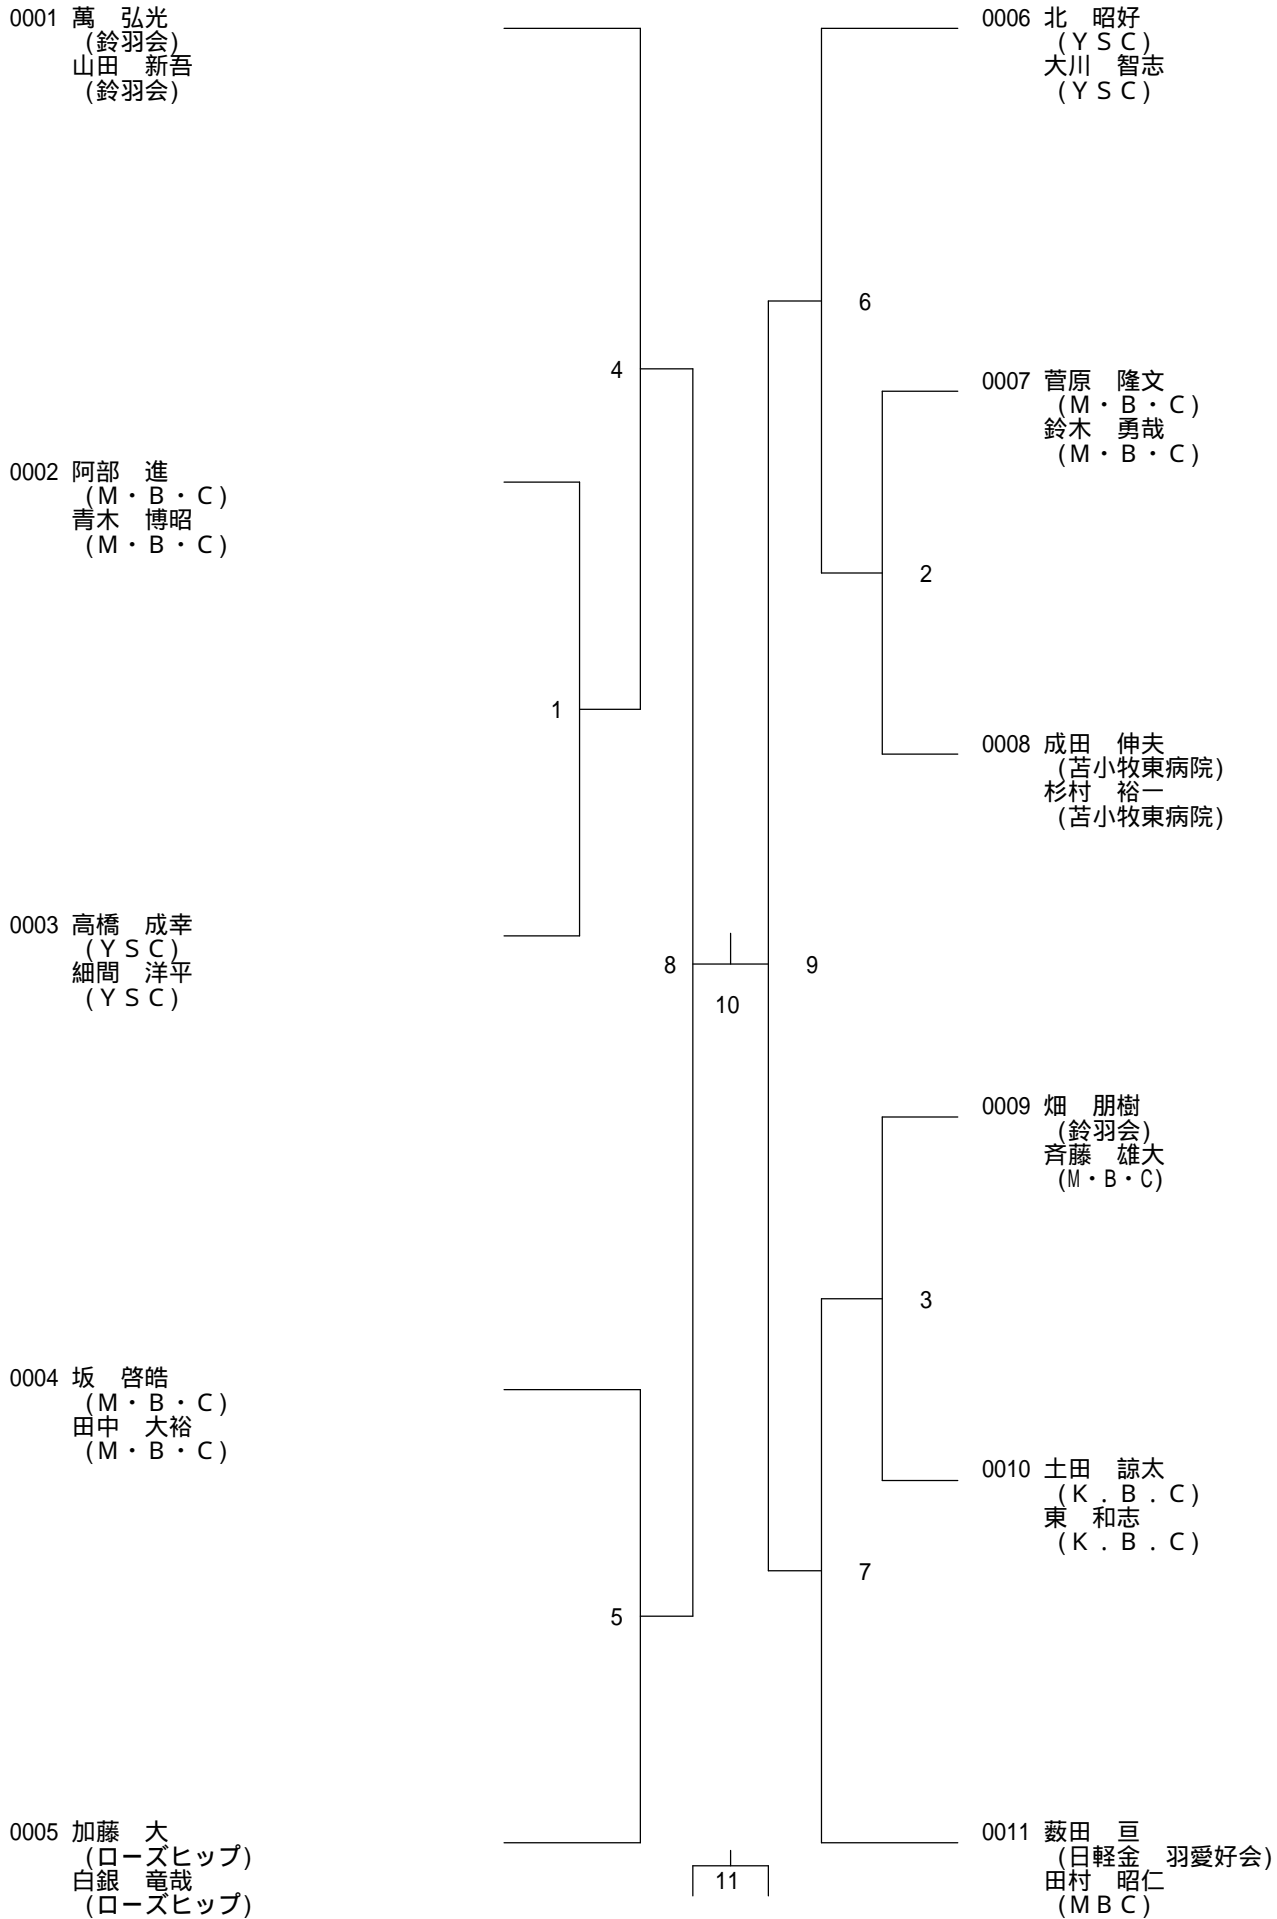 0001 萬　弘光
(鈴羽会)
山田　新吾
(鈴羽会)
0002 阿部　進
(Ｍ・Ｂ・Ｃ)
青木　博昭
(Ｍ・Ｂ・Ｃ)
0003 高橋　成幸
(ＹＳＣ)
細間　洋平
(ＹＳＣ)
0004 坂　啓皓
(Ｍ・Ｂ・Ｃ)
田中　大裕
(Ｍ・Ｂ・Ｃ)
0005 加藤　大
(ローズヒップ)
白銀　竜哉
(ローズヒップ)
4
1
8
5
10
11
9
6
2
3
7
0006 北　昭好
(ＹＳＣ)
大川　智志
(ＹＳＣ)
0007 菅原　隆文
(Ｍ・Ｂ・Ｃ)
鈴木　勇哉
(Ｍ・Ｂ・Ｃ)
0008 成田　伸夫
(苫小牧東病院)
杉村　裕一
(苫小牧東病院)
0009 畑　朋樹
(鈴羽会)
斉藤　雄大
(M・B・C)
0010 土田　諒太
(Ｋ．Ｂ．Ｃ)
東　和志
(Ｋ．Ｂ．Ｃ)
0011 薮田　亘
(日軽金　羽愛好会)
田村　昭仁
(ＭＢＣ)